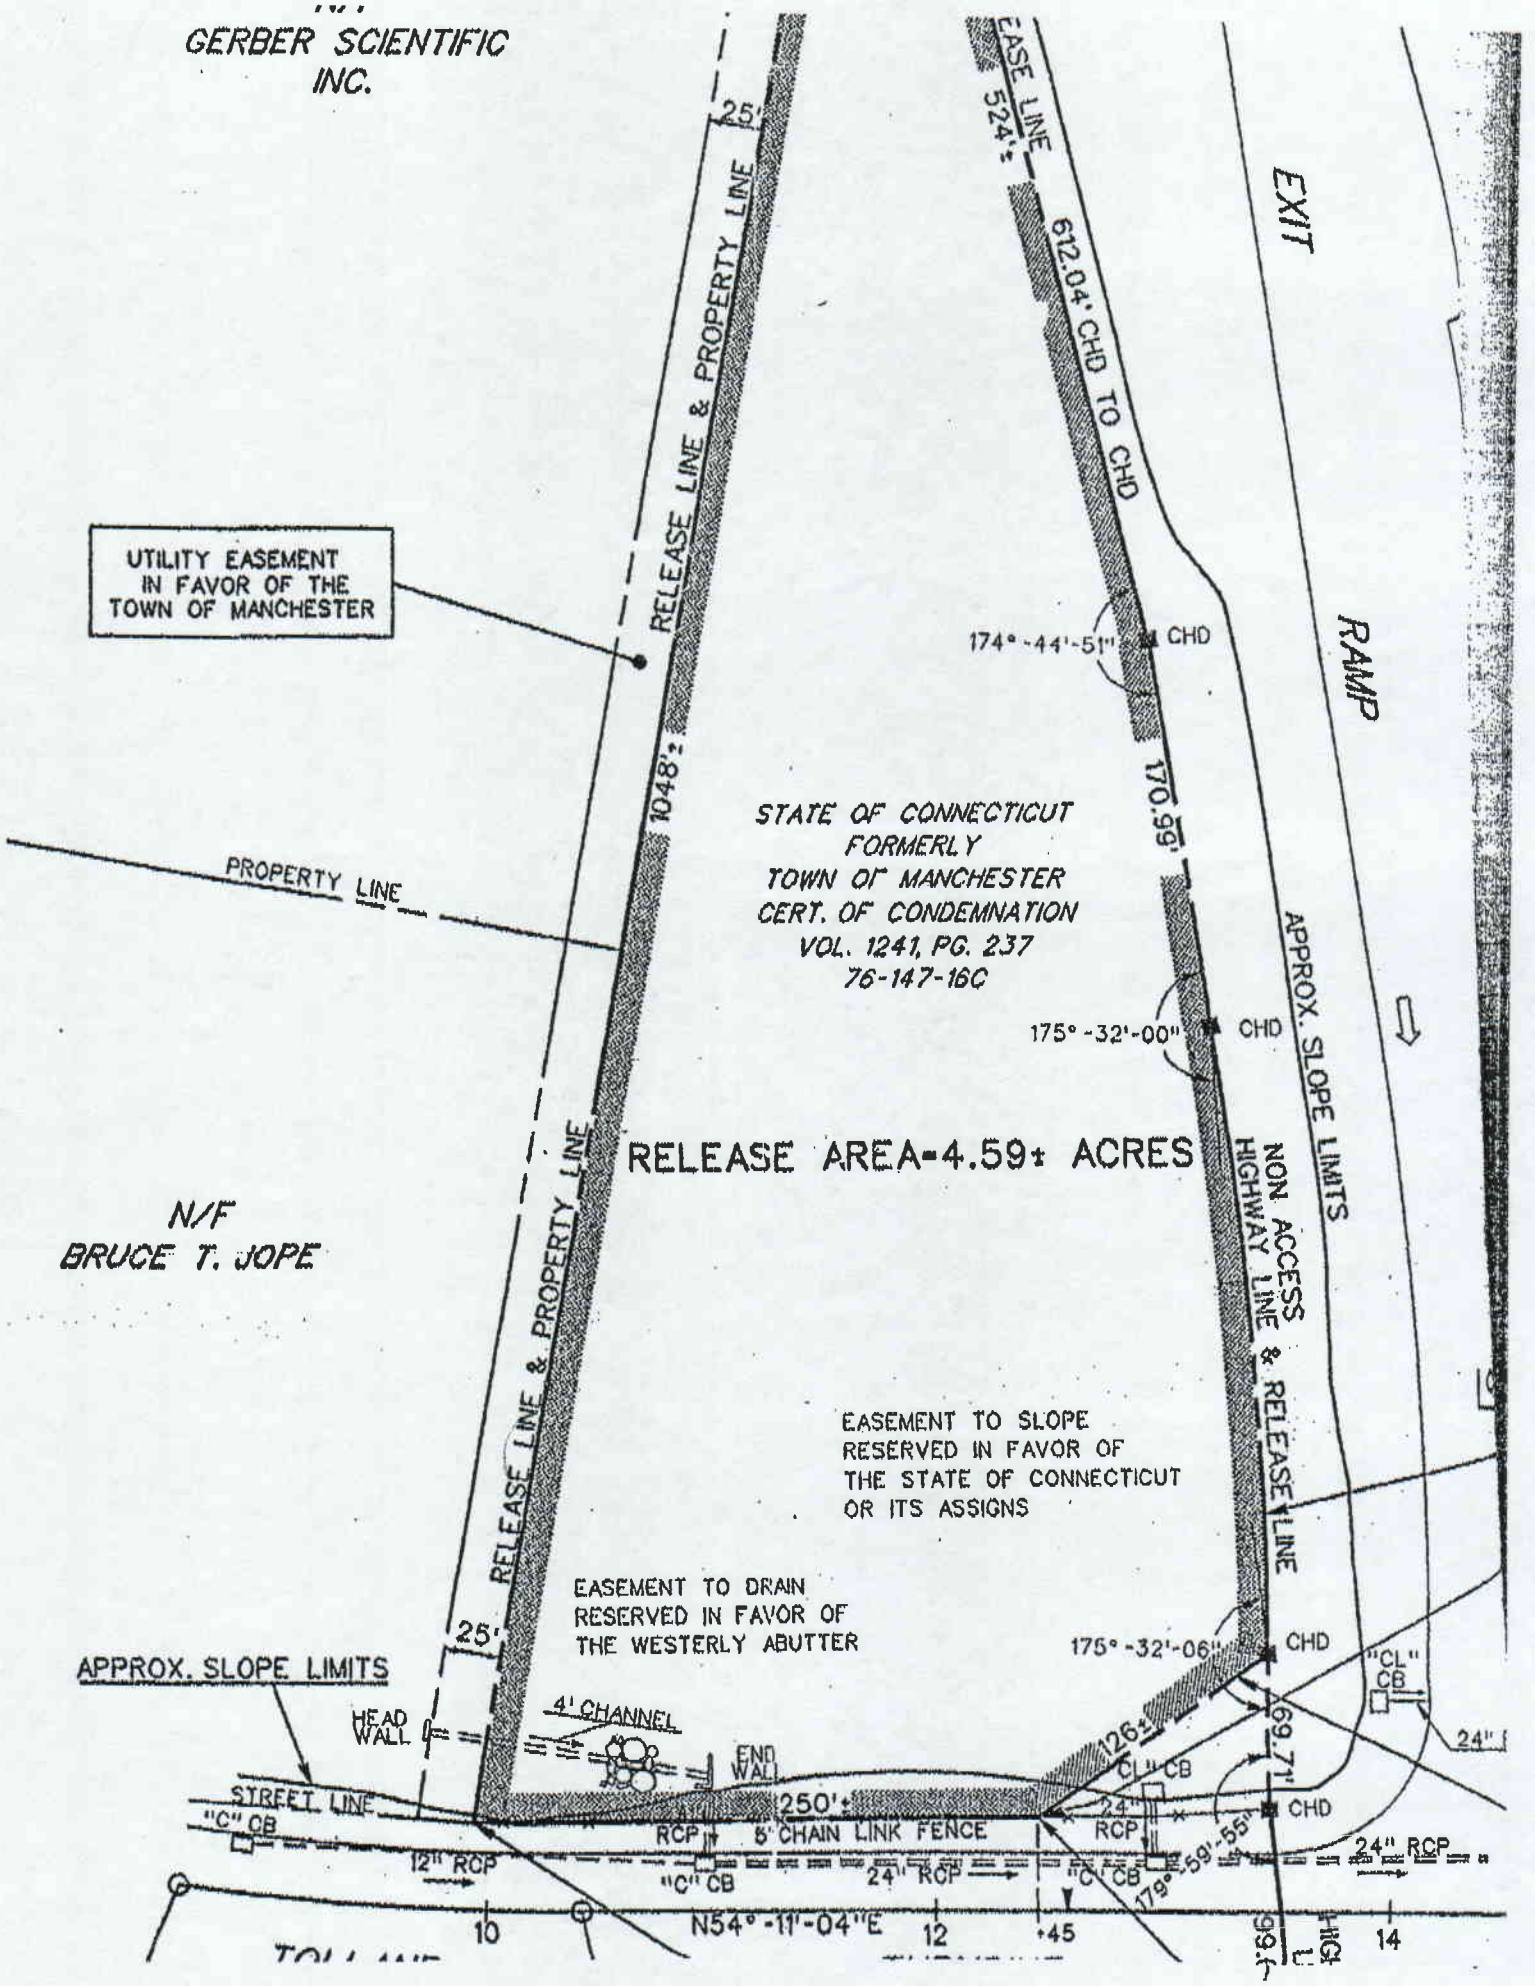 GERBER SCIENTIFIC
INC.
25'
EASE LINE
524'±
612.04' CHD TO CHD
EXIT
RAMP
RELEASE LINE & PROPERTY LINE
UTILITY EASEMENT
IN FAVOR OF THE
TOWN OF MANCHESTER
174°-44'-51"
CHD
1048'±
170.99'
STATE OF CONNECTICUT
FORMERLY
TOWN OF MANCHESTER
CERT. OF CONDEMNATION
VOL. 1241, PG. 237
76-147-16C
PROPERTY LINE
175°-32'-00"
CHD
APPROX. SLOPE LIMITS
RELEASE AREA=4.59± ACRES
NON ACCESS
HIGHWAY LINE & RELEASE LINE
N/F
BRUCE T. JOPE
RELEASE LINE & PROPERTY LINE
EASEMENT TO SLOPE
RESERVED IN FAVOR OF
THE STATE OF CONNECTICUT
OR ITS ASSIGNS
EASEMENT TO DRAIN
RESERVED IN FAVOR OF
THE WESTERLY ABUTTER
25'
175°-32'-06"
CHD
"CL"
CB
24"
APPROX. SLOPE LIMITS
HEAD
WALL
4' CHANNEL
END
WALL
126'±
69.71'
CL" CB
STREET LINE
250'±
24"
RCP
CHD
"C" CB
RCP
5' CHAIN LINK FENCE
179°-59'-55"
12" RCP
"C" CB
24" RCP
"C" CB
24" RCP
N54°-11'-04"E
10
12
+45
14